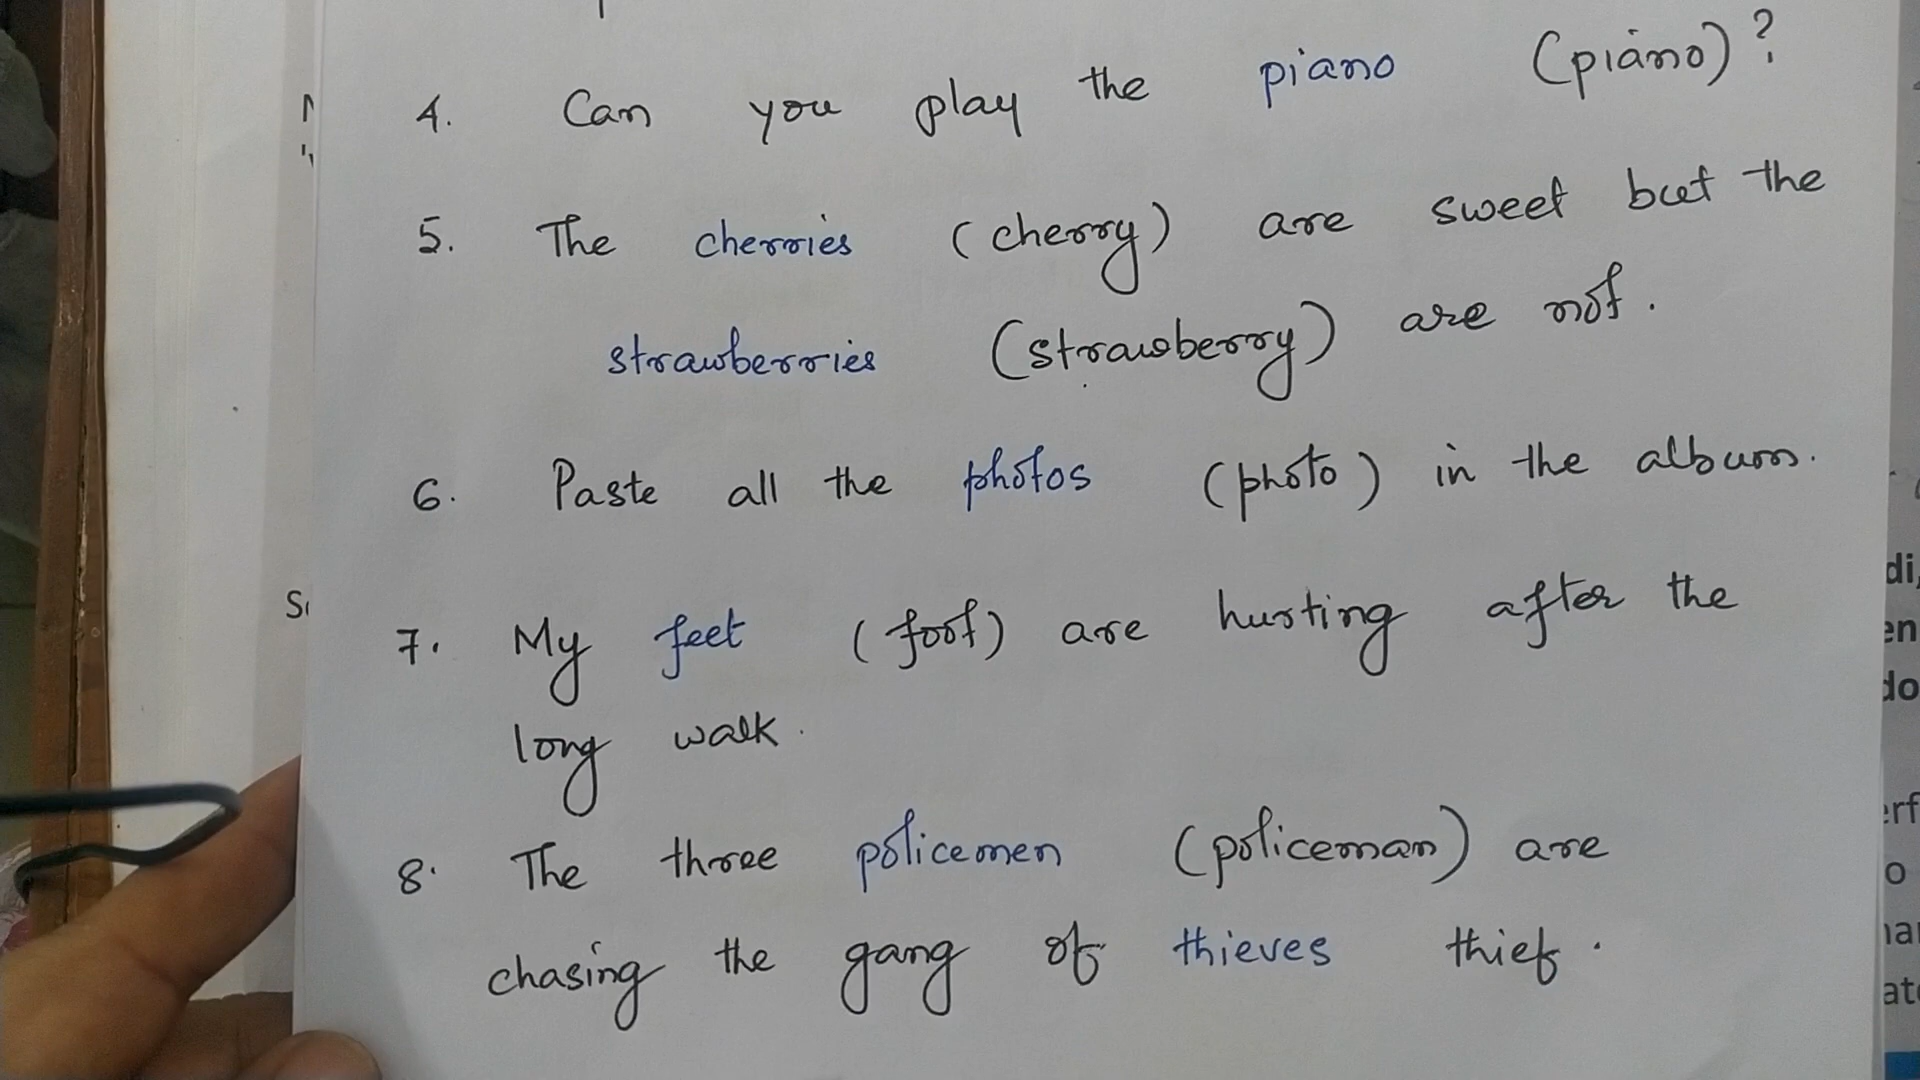 4. Can you play the piano (piano)?
5. The cherries (cherry) are sweet but the
strawberries (strawberry) are not.
6. Paste all the photos (photo) in the album.
7. My feet (foot) are hurting after the
long walk.
8. The three policemen (policeman) are
chasing the gang of thieves thief.